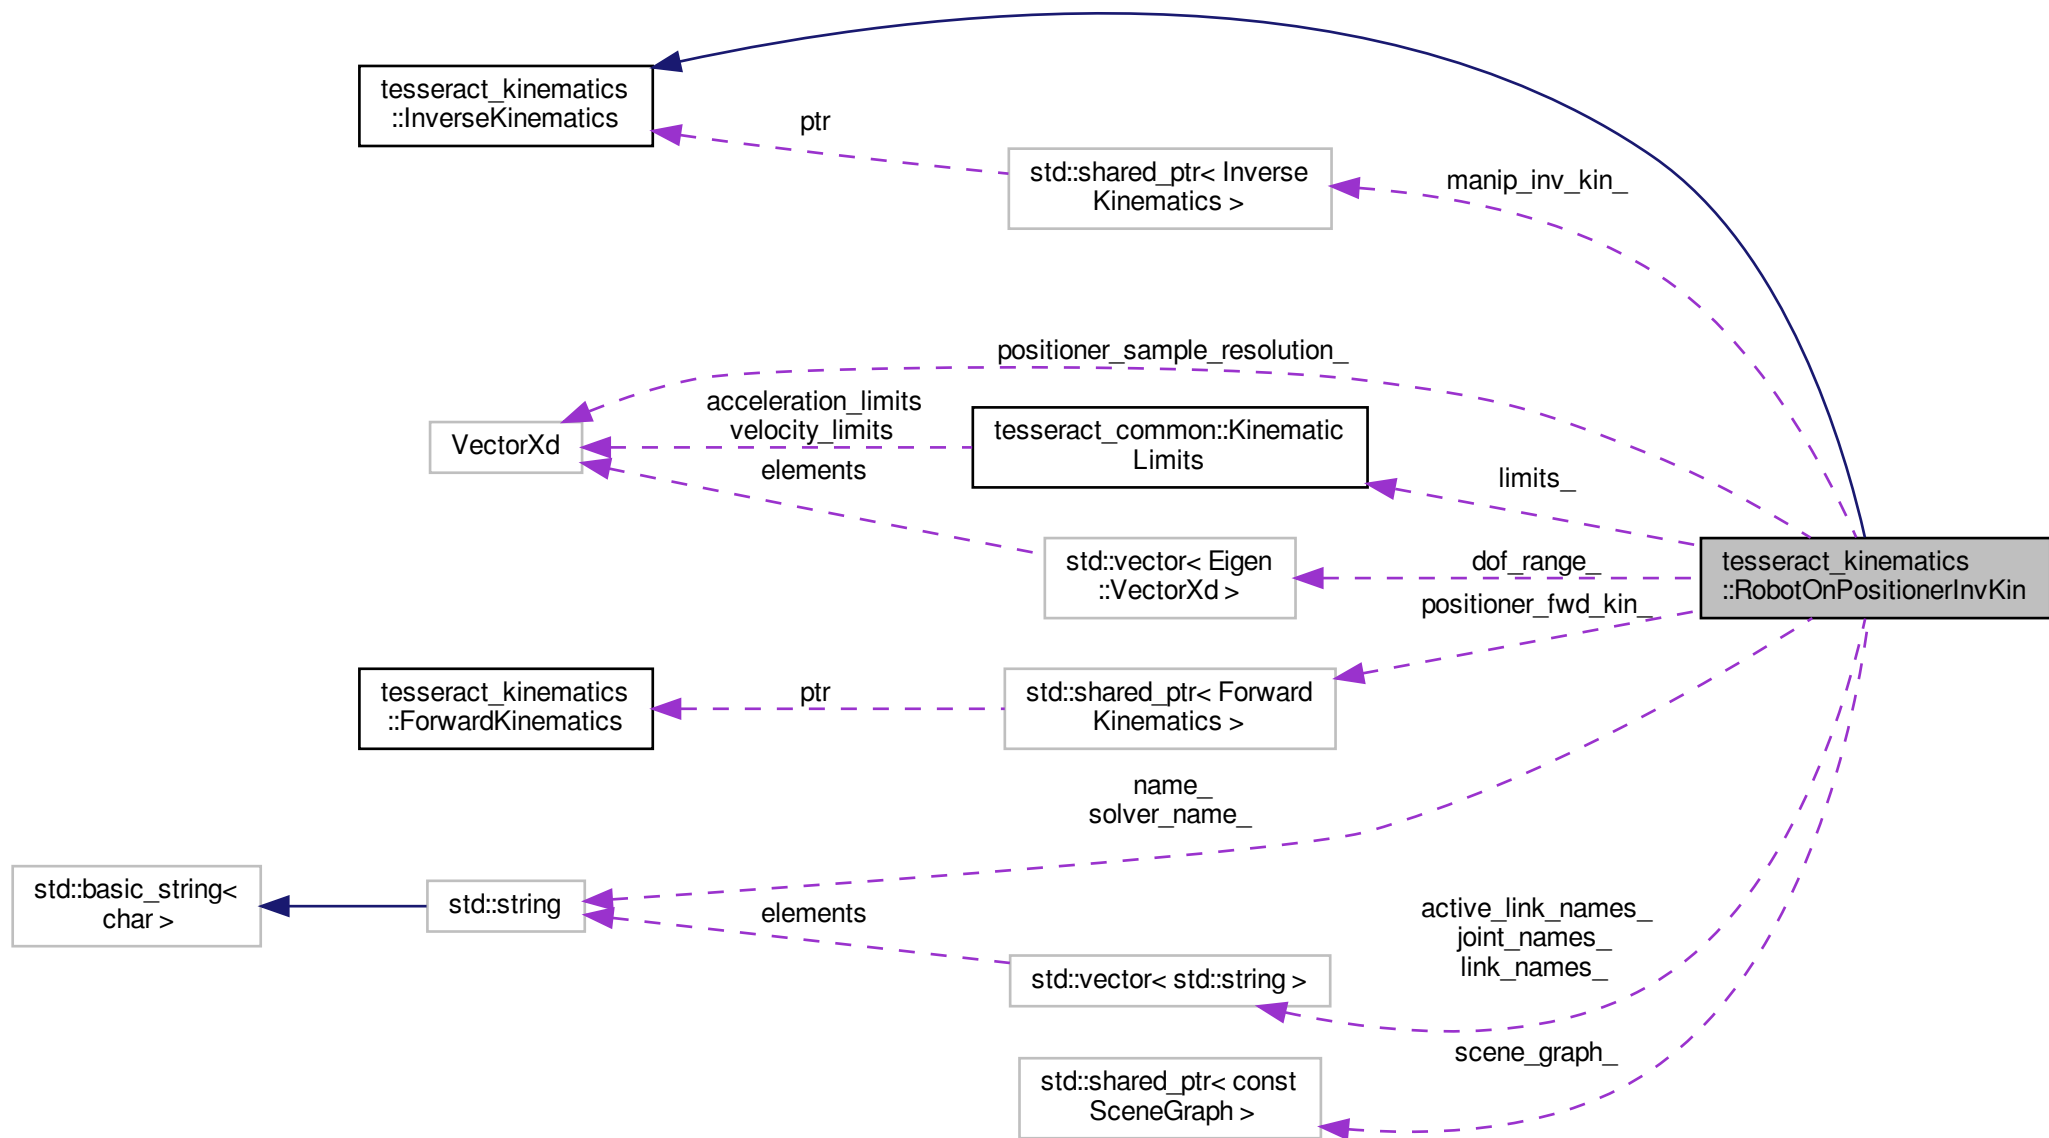 tesseract_kinematics
::InverseKinematics
ptr
std::shared_ptr< Inverse
Kinematics >
manip_inv_kin_
positioner_sample_resolution_
acceleration_limits
velocity_limits
VectorXd
tesseract_common::Kinematic
Limits
elements
limits_
std::vector< Eigen
::VectorXd >
dof_range_
tesseract_kinematics
::RobotOnPositionerInvKin
positioner_fwd_kin_
tesseract_kinematics
::ForwardKinematics
ptr
std::shared_ptr< Forward
Kinematics >
name_
solver_name_
std::basic_string<
char >
std::string
elements
active_link_names_
joint_names_
link_names_
std::vector< std::string >
scene_graph_
std::shared_ptr< const
SceneGraph >